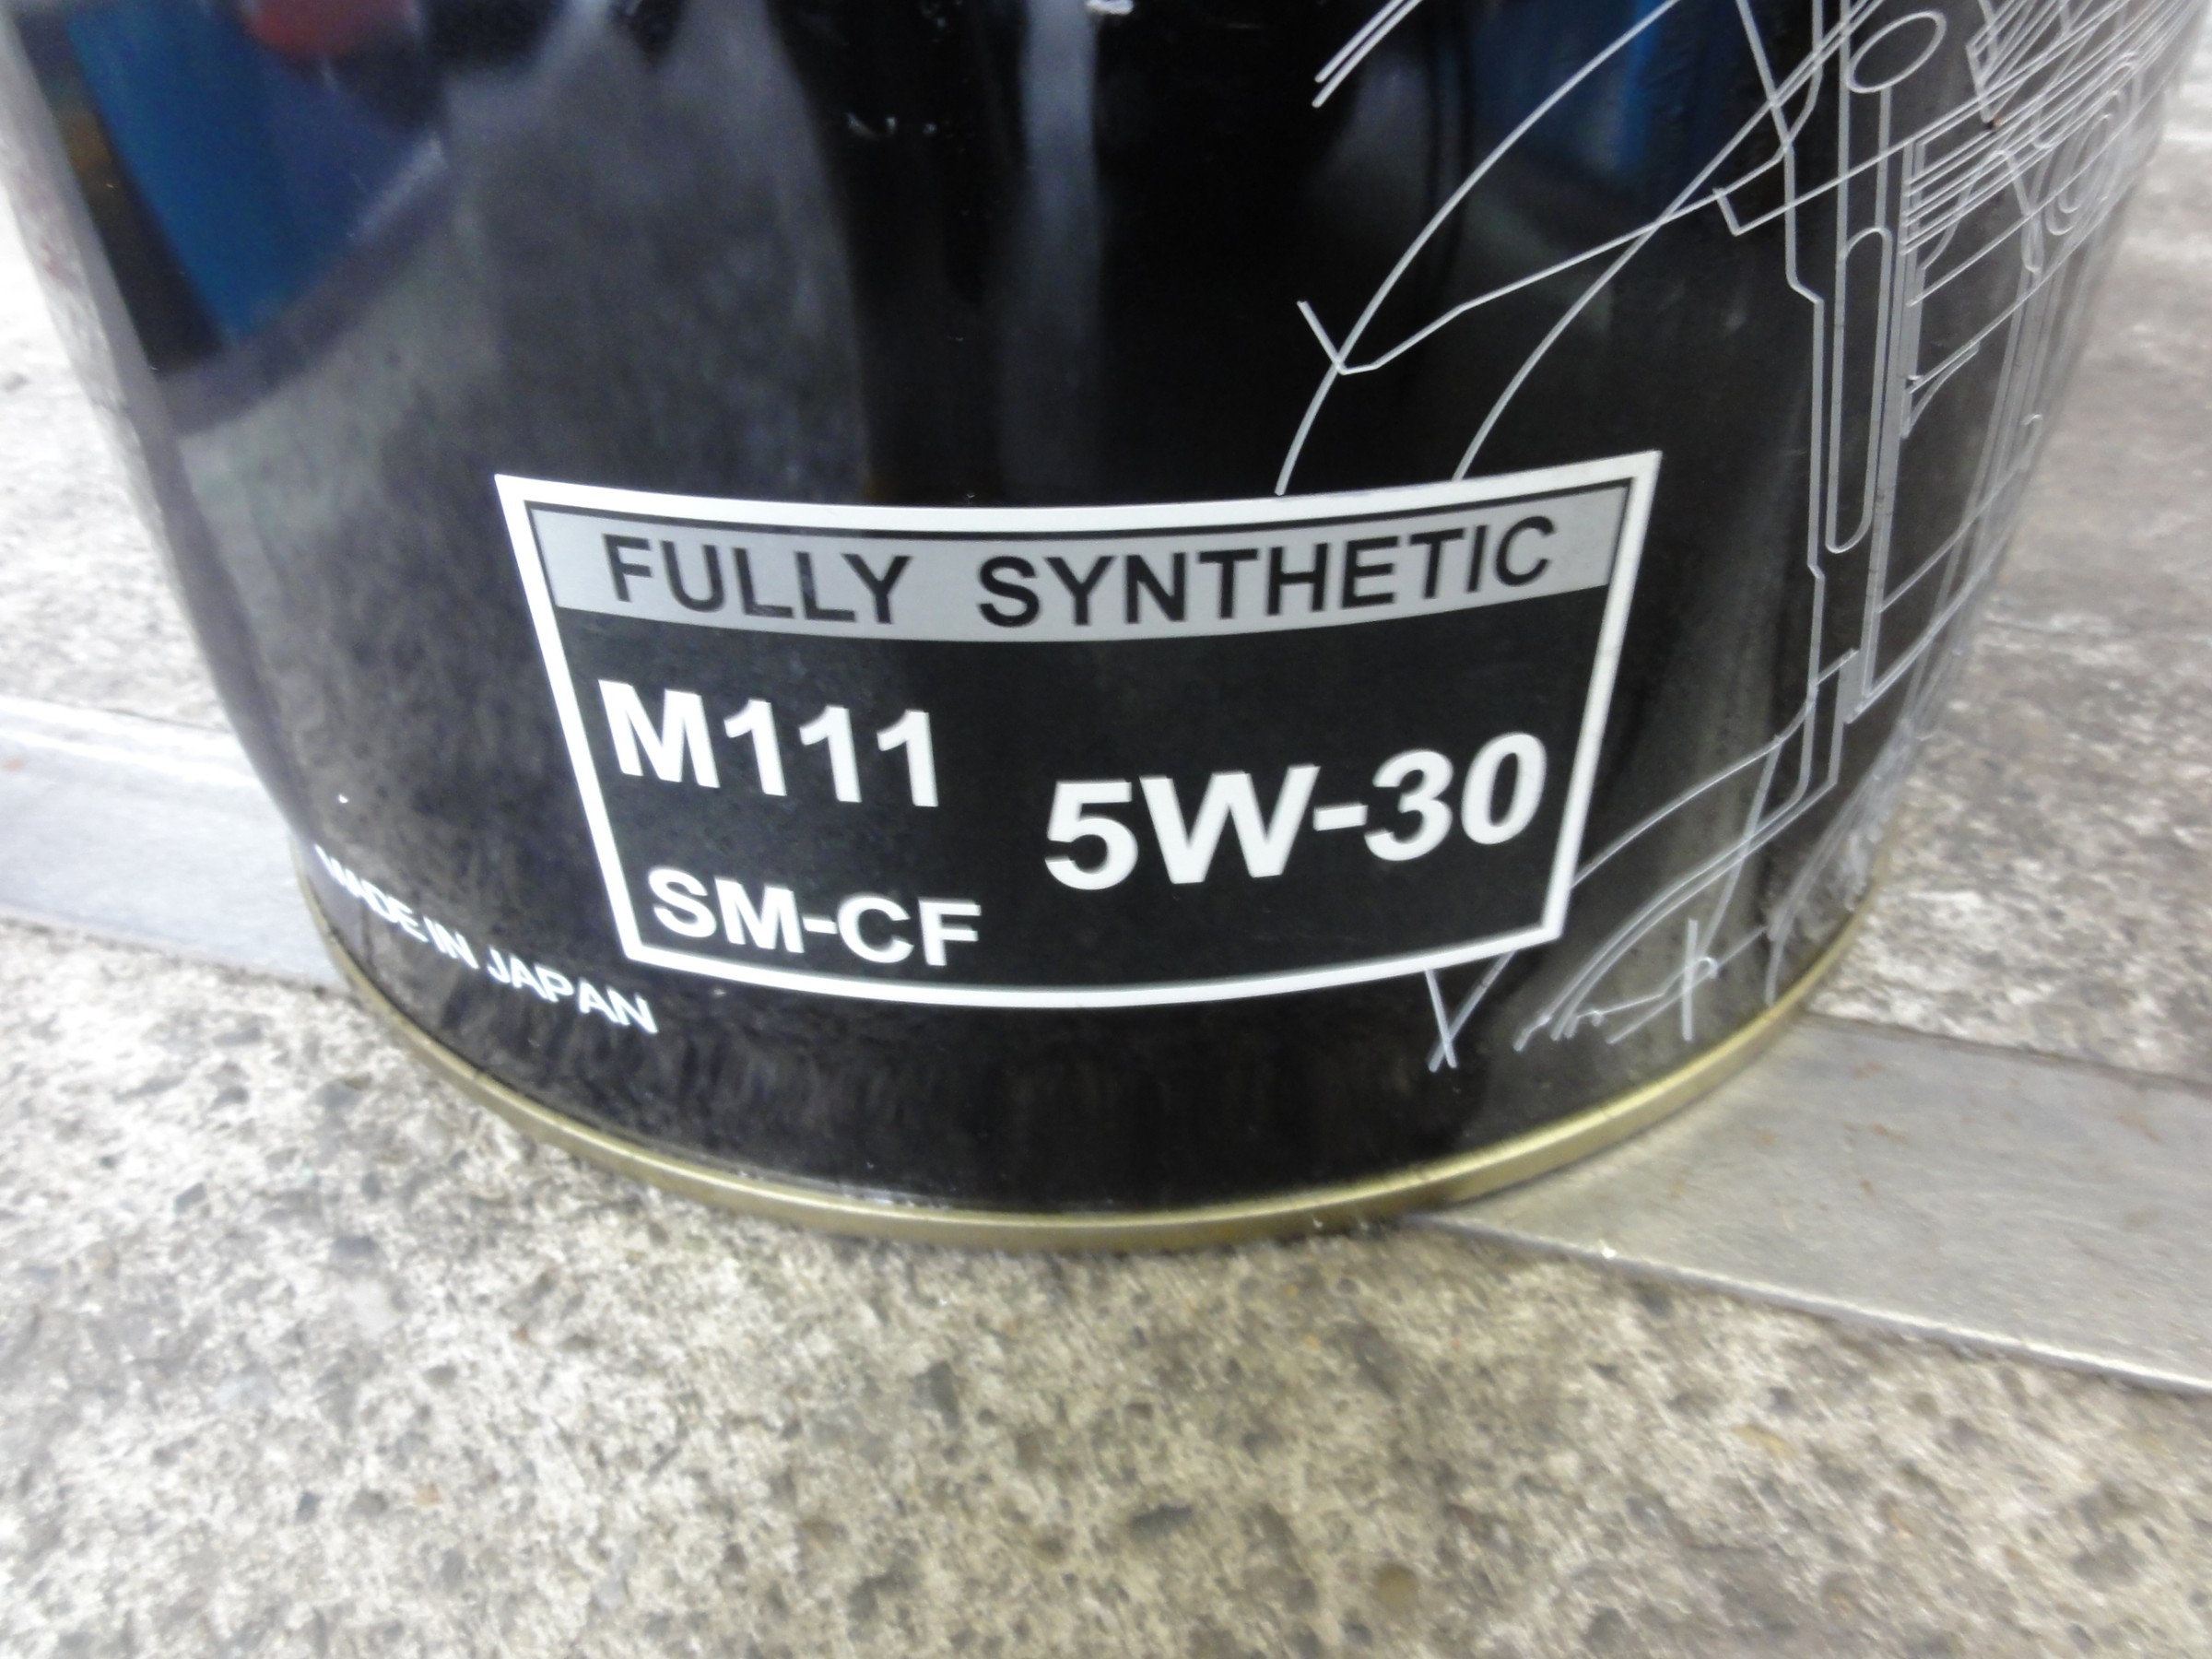 FULLY SYNTHETIC
M111
5W-30
SM-CF
MADE IN JAPAN